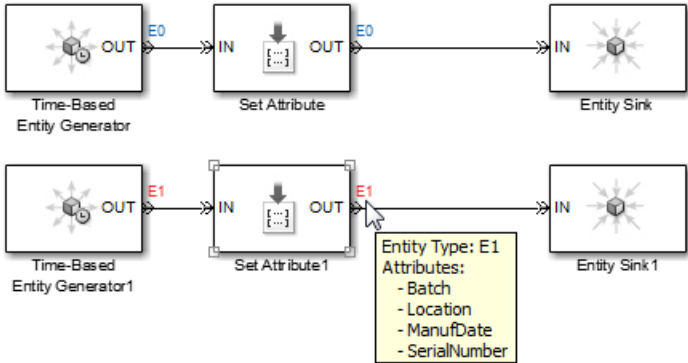 E0 E0
OUT IN OUT IN
Time-Based
Entity Generator
Set Attribute
Entity Sink
E1 E1
OUT IN OUT IN
Time-Based
Entity Generator1
Set Attribute1
Entity Sink1
Entity Type: E1
Attributes:
- Batch
- Location
- ManufDate
- SerialNumber